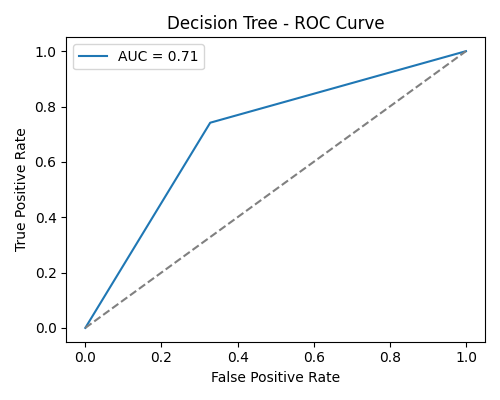 Decision Tree - ROC Curve
AUC = 0.71
True Positive Rate
1.0
0.8
0.6
0.4
0.2
0.0
0.0 0.2 0.4 0.6 0.8 1.0
False Positive Rate